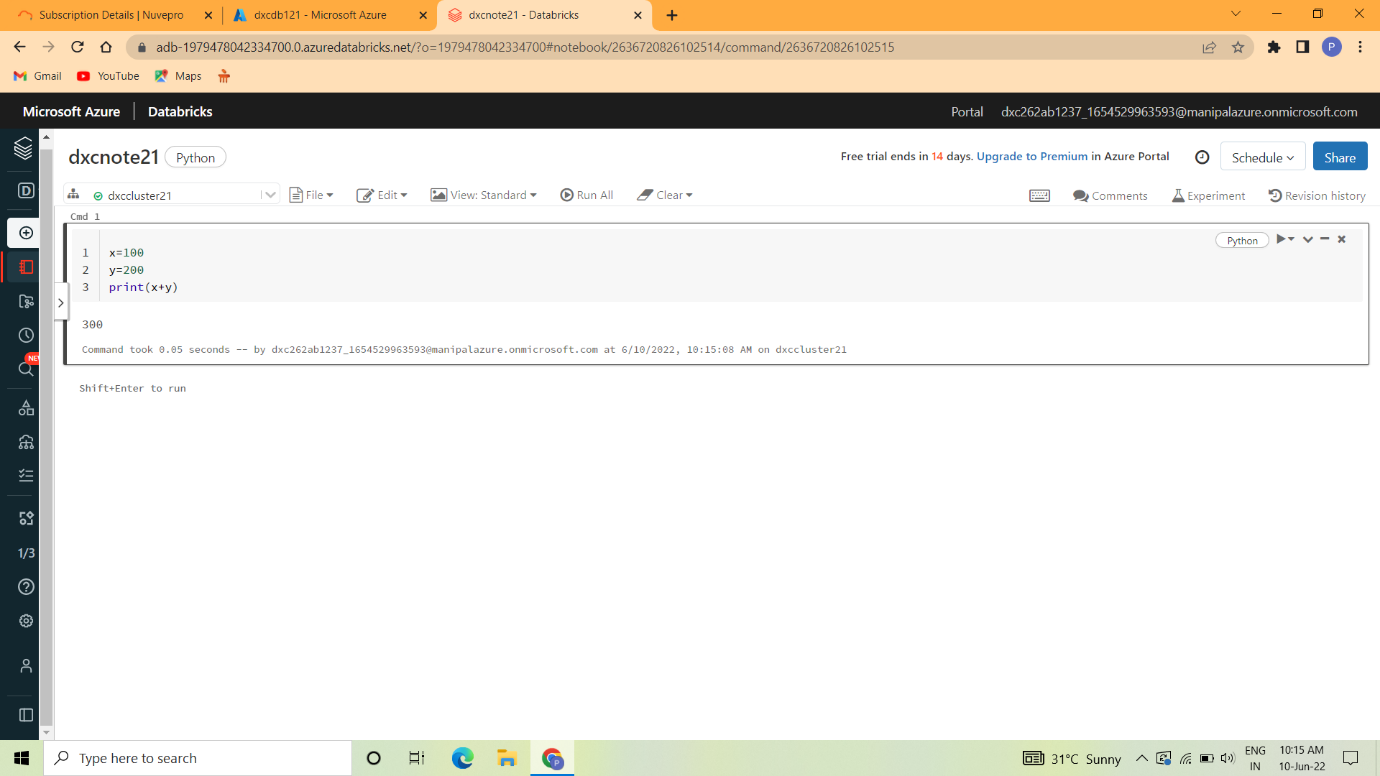 Subscription Details | Nuvepro
dxcdb121 - Microsoft Azure
dxcnote21 - Databricks
adb-1979478042334700.0.azuredatabricks.net/?o=1979478042334700#notebook/2636720826102514/command/2636720826102515
P
Gmail
YouTube
Maps
Microsoft Azure
Databricks
Portal
dxc262ab1237_1654529963593@manipalazure.onmicrosoft.com
dxcnote21
Python
Free trial ends in 14 days. Upgrade to Premium in Azure Portal
Schedule
Share
D
dxccluster21
File
Edit
View: Standard
Run All
Clear
Comments
Experiment
Revision history
Cmd 1
Python
1 x=100
2 y=200
3 print(x+y)
300
Command took 0.05 seconds -- by dxc262ab1237_1654529963593@manipalazure.onmicrosoft.com at 6/10/2022, 10:15:08 AM on dxccluster21
NEW
Shift+Enter to run
1/3
Type here to search
P
31°C Sunny
ENG
IN
10:15 AM
10-Jun-22